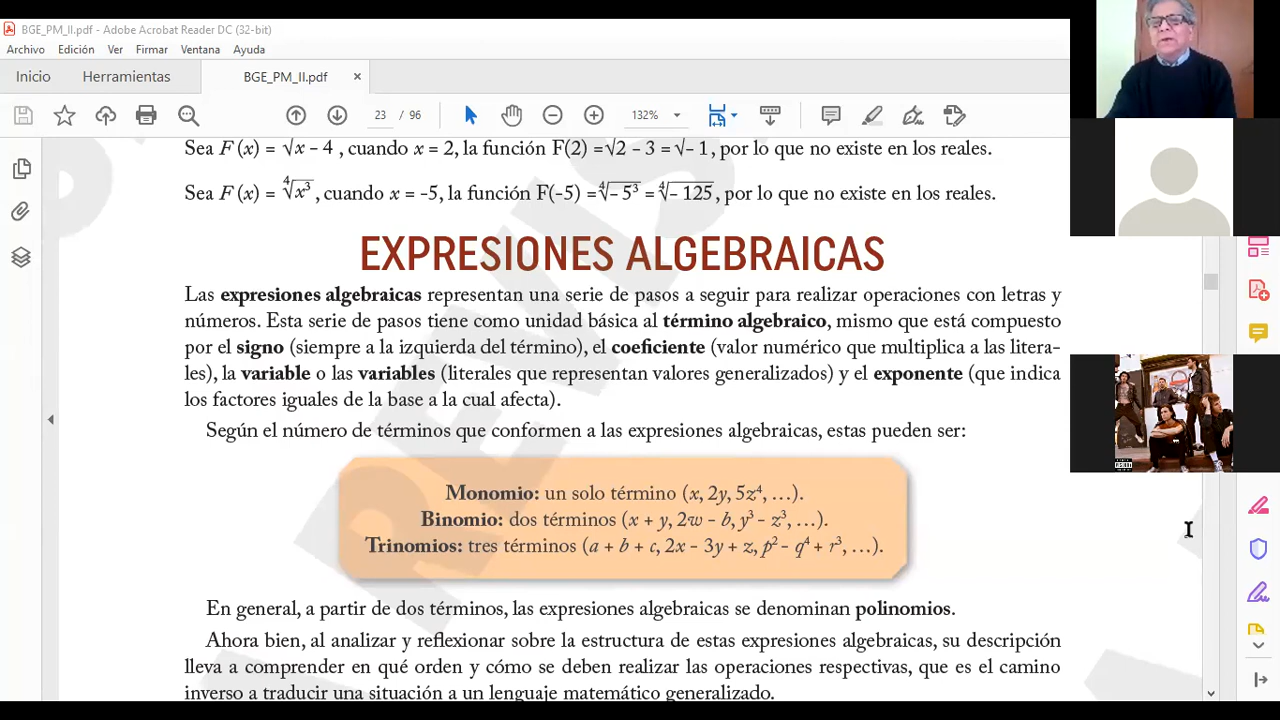 BGE_PM_II.pdf - Adobe Acrobat Reader DC (32-bit)
Archivo Edición Ver Firmar Ventana Ayuda
Inicio Herramientas BGE_PM_II.pdf ×
23 / 96 132%
Sea F (x) = √x – 4 , cuando x = 2, la función F(2) =√2 – 3 = √– 1, por lo que no existe en los reales.
Sea F (x) = ∜x³ , cuando x = -5, la función F(-5) = ∜– 5³ = ∜– 125, por lo que no existe en los reales.
EXPRESIONES ALGEBRAICAS
Las expresiones algebraicas representan una serie de pasos a seguir para realizar operaciones con letras y
números. Esta serie de pasos tiene como unidad básica al término algebraico, mismo que está compuesto
por el signo (siempre a la izquierda del término), el coeficiente (valor numérico que multiplica a las litera-
les), la variable o las variables (literales que representan valores generalizados) y el exponente (que indica
los factores iguales de la base a la cual afecta).
Según el número de términos que conformen a las expresiones algebraicas, estas pueden ser:
Monomio: un solo término (x, 2y, 5z⁴, …).
Binomio: dos términos (x + y, 2w – b, y³ – z³, …).
Trinomios: tres términos (a + b + c, 2x – 3y + z, p² – q⁴ + r³, …).
En general, a partir de dos términos, las expresiones algebraicas se denominan polinomios.
Ahora bien, al analizar y reflexionar sobre la estructura de estas expresiones algebraicas, su descripción
lleva a comprender en qué orden y cómo se deben realizar las operaciones respectivas, que es el camino
inverso a traducir una situación a un lenguaje matemático generalizado.